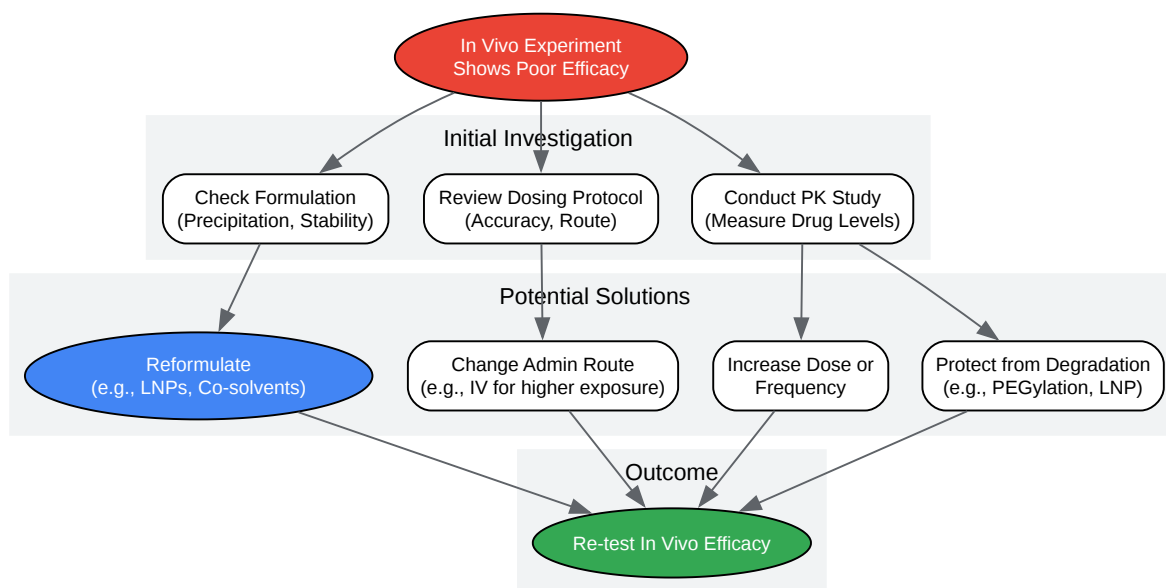 In Vivo Experiment
Shows Poor Efficacy
Initial Investigation
Check Formulation
(Precipitation, Stability)
Review Dosing Protocol
(Accuracy, Route)
Conduct PK Study
(Measure Drug Levels)
Potential Solutions
Reformulate
(e.g., LNPs, Co-solvents)
Change Admin Route
(e.g., IV for higher exposure)
Increase Dose or
Frequency
Protect from Degradation
(e.g., PEGylation, LNP)
Outcome
Re-test In Vivo Efficacy